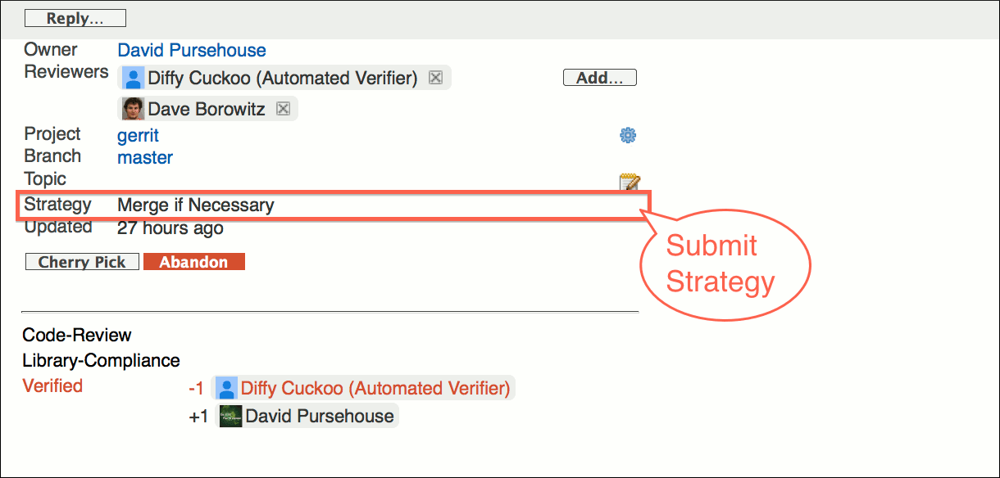 Reply...
Owner David Pursehouse
Reviewers Diffy Cuckoo (Automated Verifier) Add...
Dave Borowitz
Project gerrit
Branch master
Topic
Strategy Merge if Necessary
Updated 27 hours ago
Submit
Strategy
Cherry Pick Abandon
Code-Review
Library-Compliance
Verified -1 Diffy Cuckoo (Automated Verifier)
+1 David Pursehouse